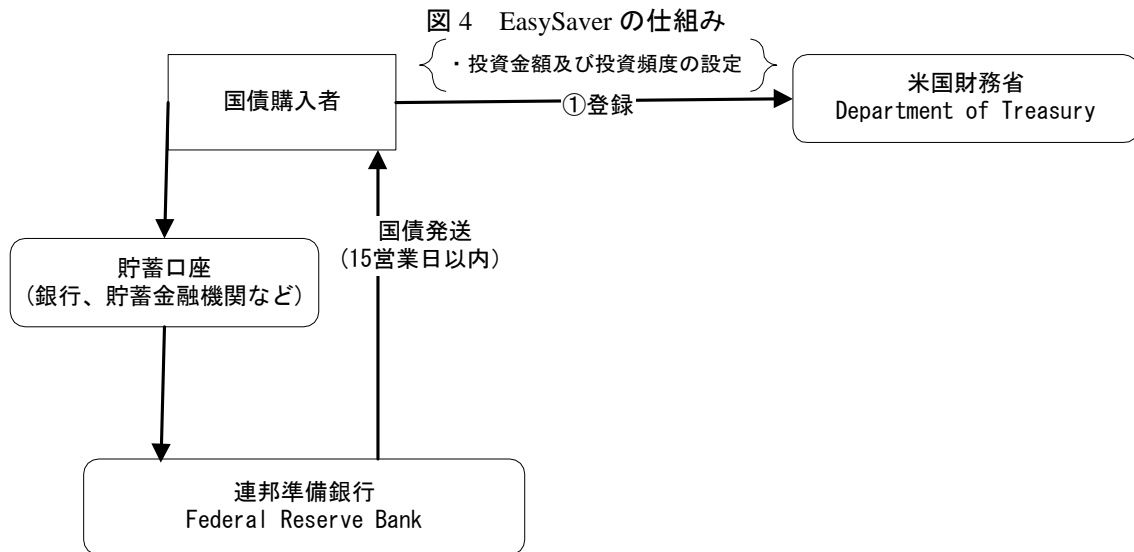 図 4　EasySaver の仕組み
・投資金額及び投資頻度の設定
国債購入者
①登録
米国財務省
Department of Treasury
国債発送
(15営業日以内)
貯蓄口座
(銀行、貯蓄金融機関など)
連邦準備銀行
Federal Reserve Bank